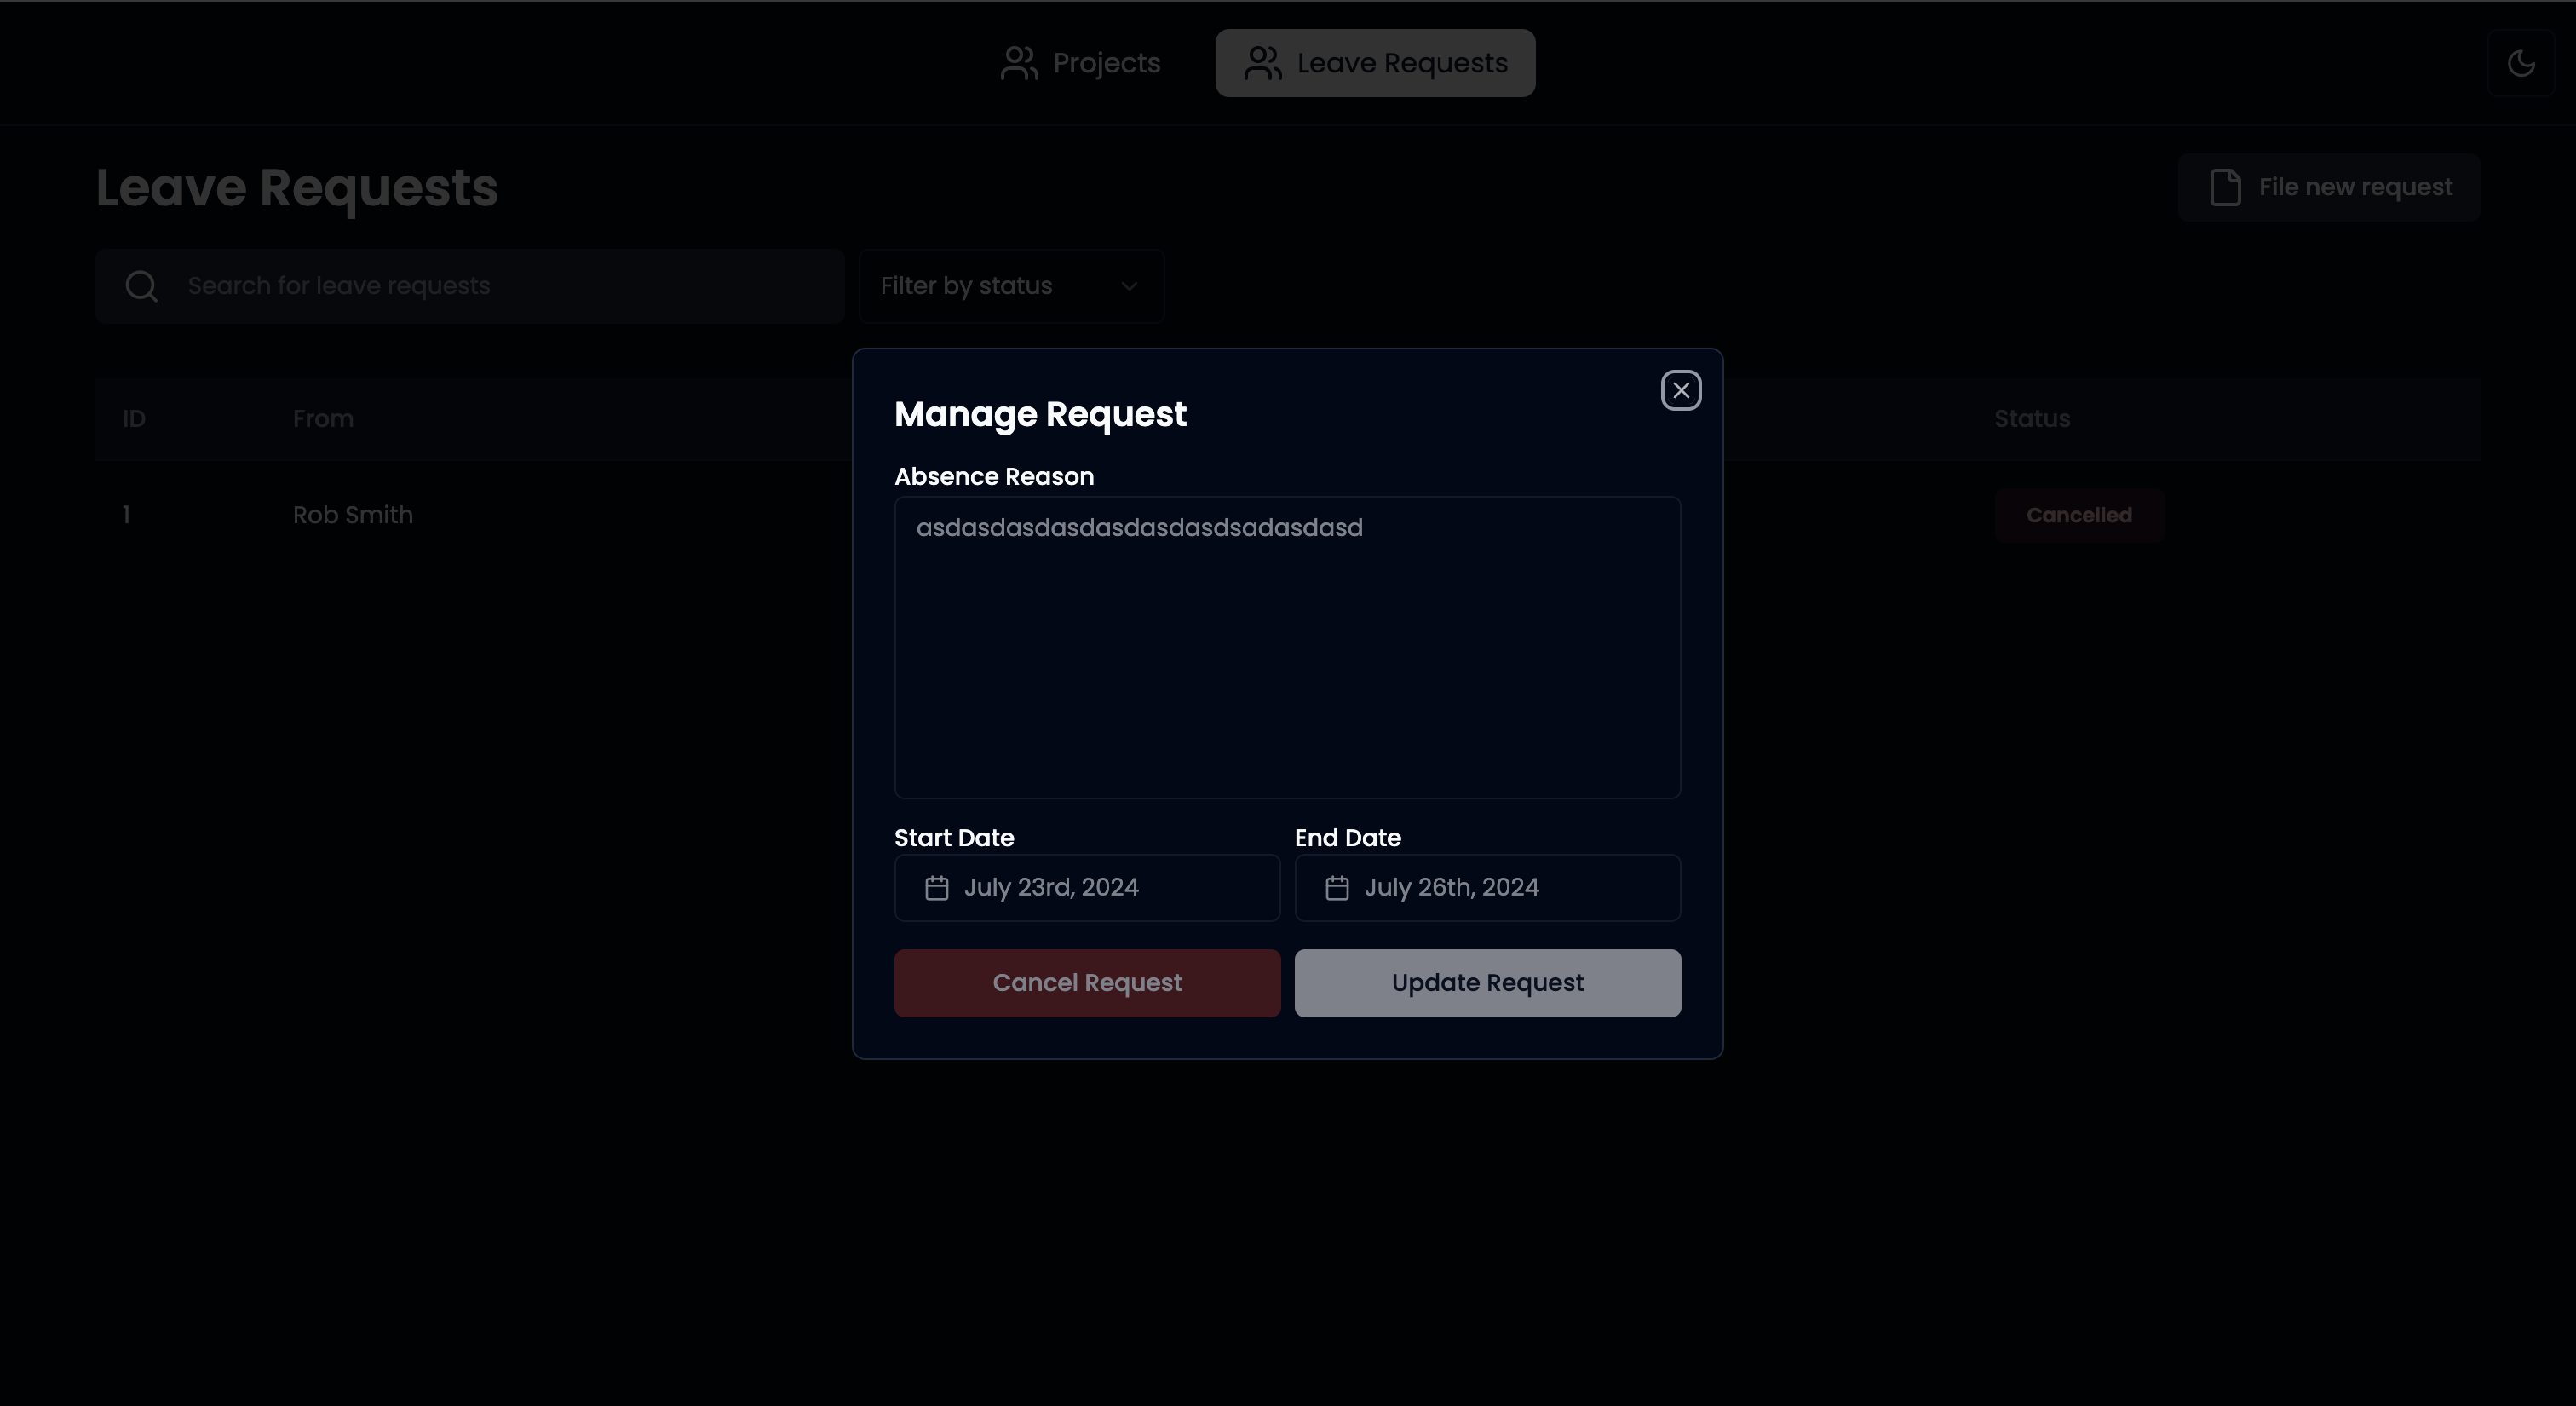 Projects
Leave Requests
Leave Requests
File new request
Search for leave requests
Filter by status
ID
From
Status
1
Rob Smith
Cancelled
Manage Request
Absence Reason
asdasdasdasdasdasdasdsadasdasd
Start Date
End Date
July 23rd, 2024
July 26th, 2024
Cancel Request
Update Request